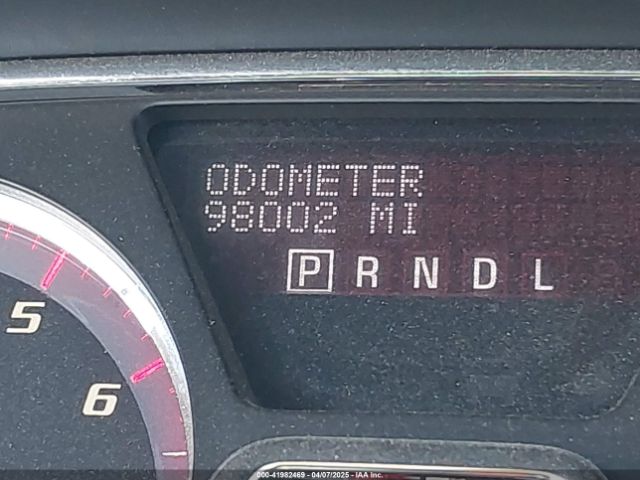 ODOMETER
98002 MI
P R N D L
5
6
000-41982469 - 04/07/2025 - IAA Inc.